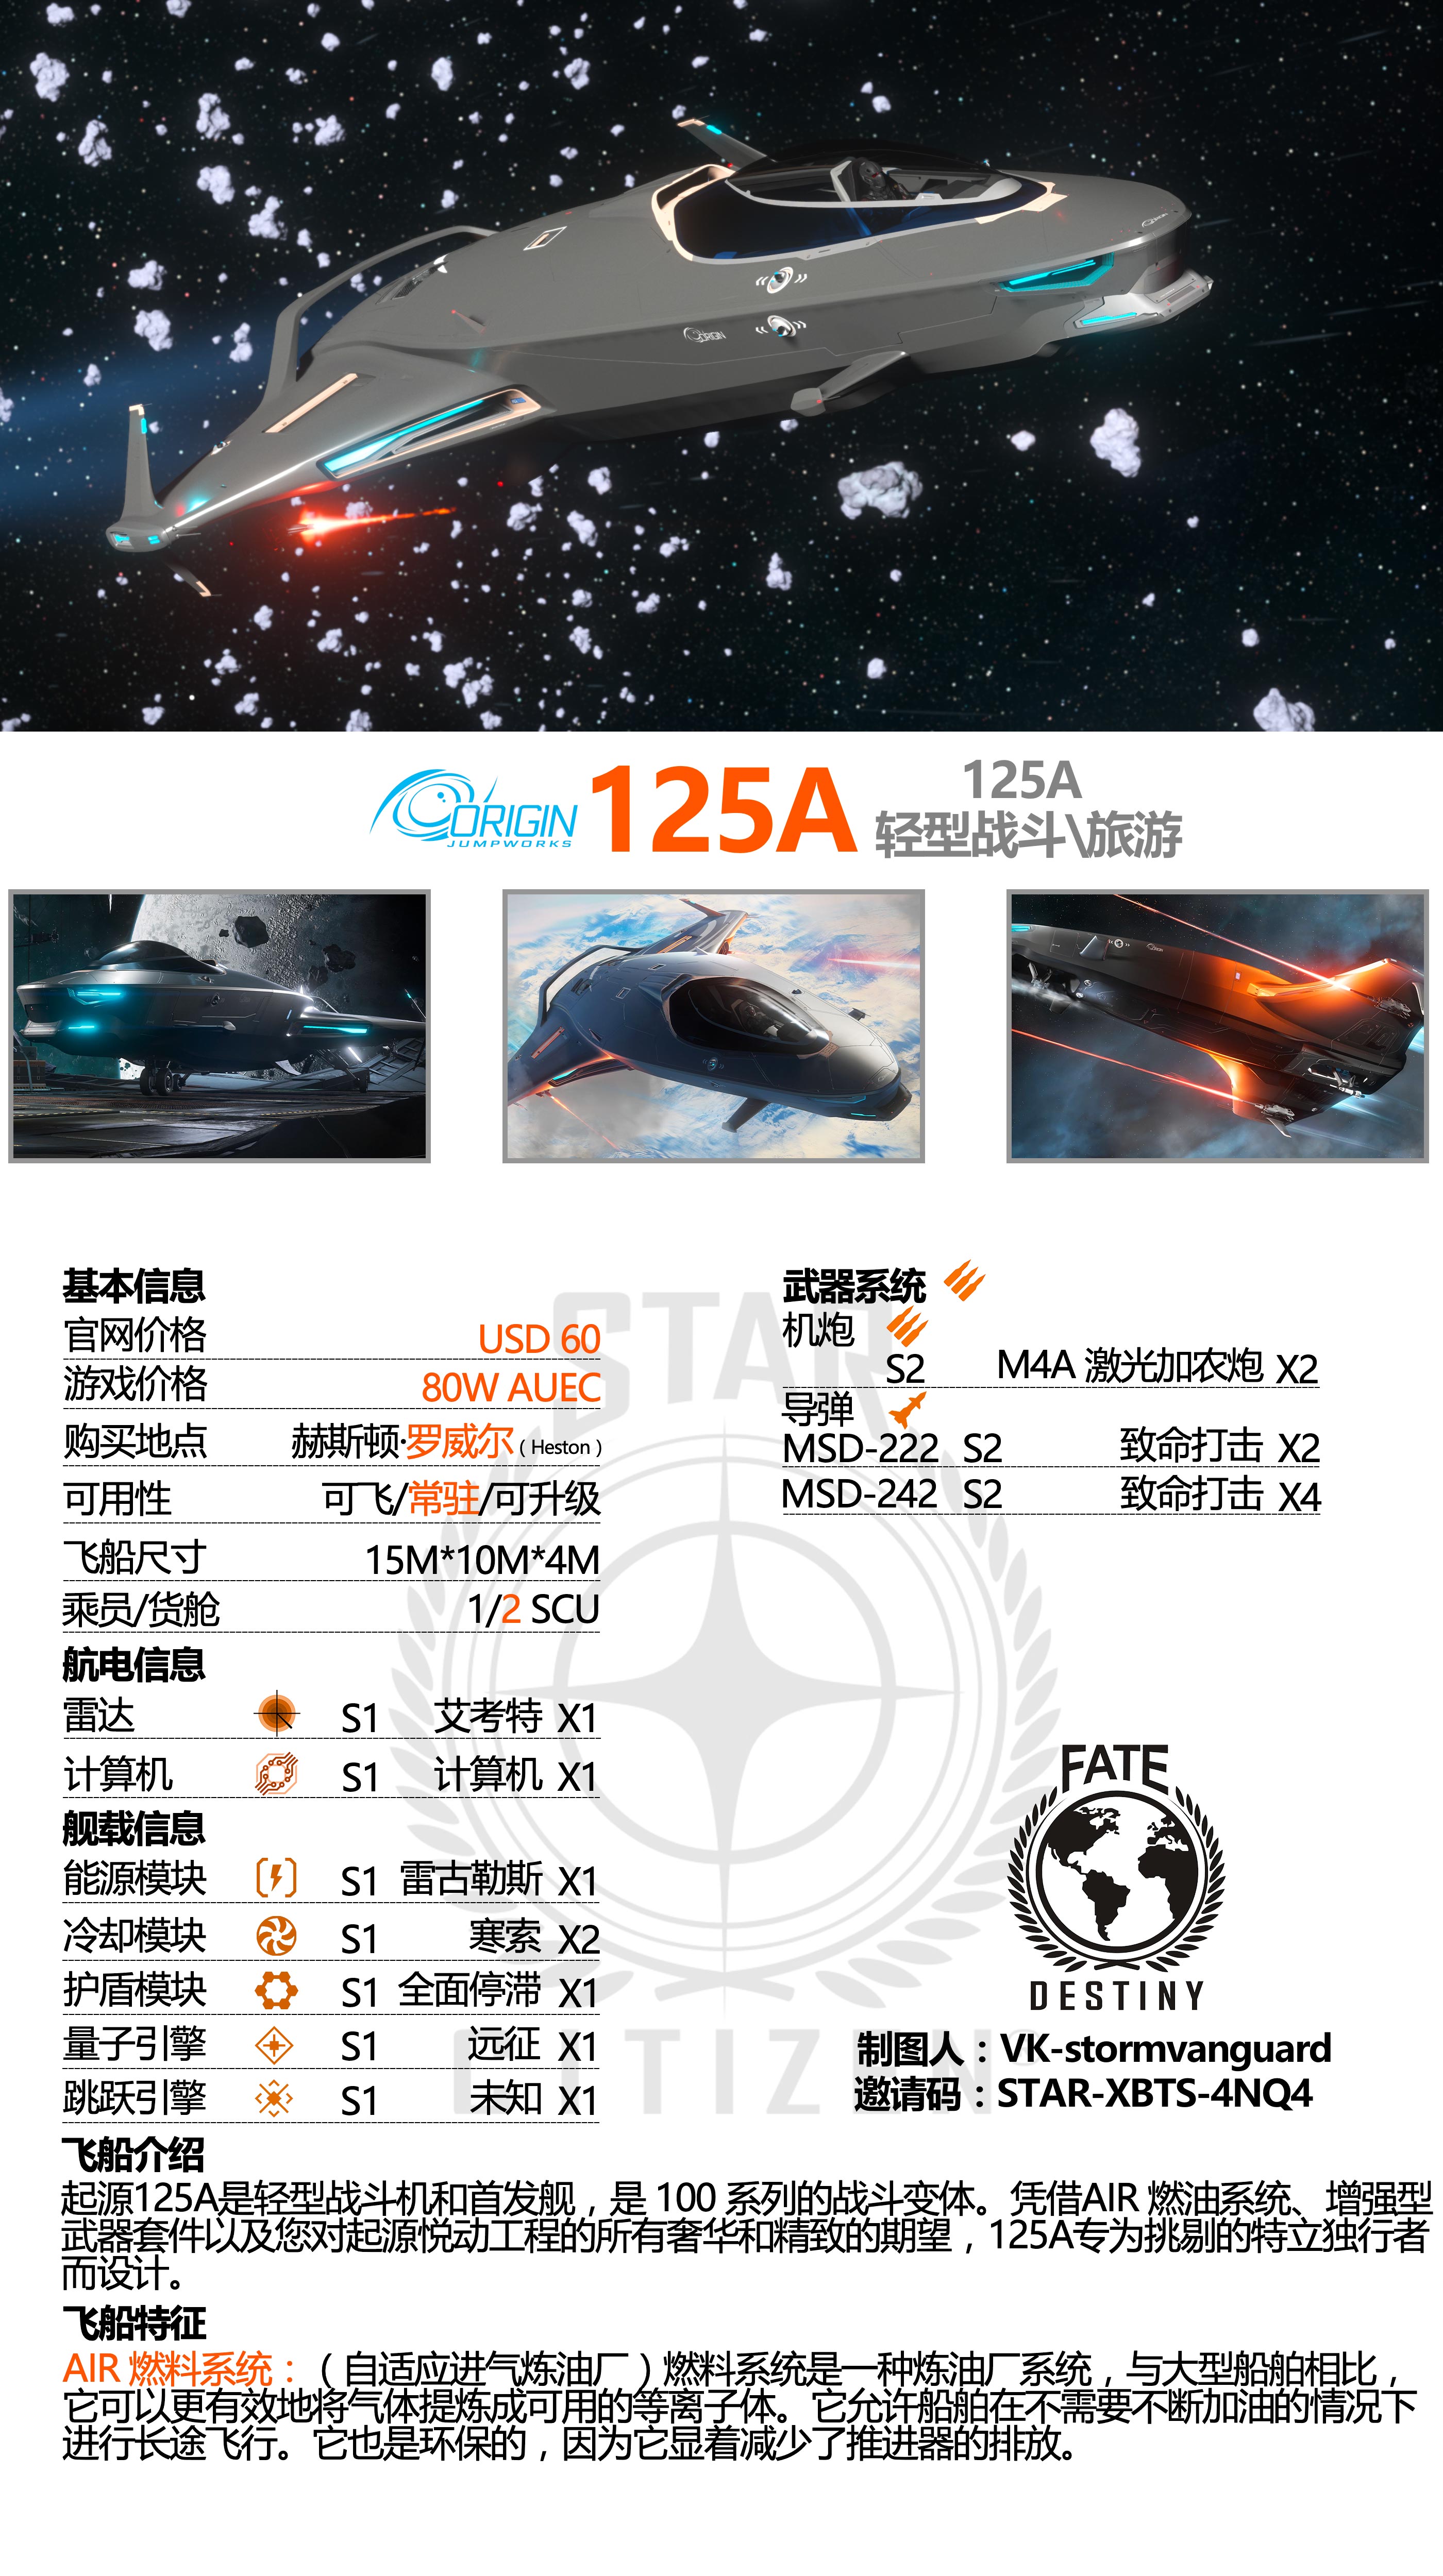 ORIGIN
ORIGIN
JUMPWORKS
125A
125A
轻型战斗\旅游
STAR
CITIZEN
基本信息
官网价格 USD 60
游戏价格 80W AUEC
购买地点 赫斯顿·罗威尔（Heston）
可用性 可飞/常驻/可升级
飞船尺寸 15M*10M*4M
乘员/货舱 1/2 SCU
航电信息
雷达 S1 艾考特 X1
计算机 S1 计算机 X1
舰载信息
能源模块 S1 雷古勒斯 X1
冷却模块 S1 寒索 X2
护盾模块 S1 全面停滞 X1
量子引擎 S1 远征 X1
跳跃引擎 S1 未知 X1
武器系统
机炮
S2 M4A 激光加农炮 X2
导弹
MSD-222 S2 致命打击 X2
MSD-242 S2 致命打击 X4
FATE
DESTINY
制图人：VK-stormvanguard
邀请码：STAR-XBTS-4NQ4
飞船介绍
起源125A是轻型战斗机和首发舰，是 100 系列的战斗变体。凭借AIR 燃油系统、增强型
武器套件以及您对起源悦动工程的所有奢华和精致的期望，125A专为挑剔的特立独行者
而设计。
飞船特征
AIR 燃料系统：（自适应进气炼油厂）燃料系统是一种炼油厂系统，与大型船舶相比，
它可以更有效地将气体提炼成可用的等离子体。它允许船舶在不需要不断加油的情况下
进行长途飞行。它也是环保的，因为它显着减少了推进器的排放。